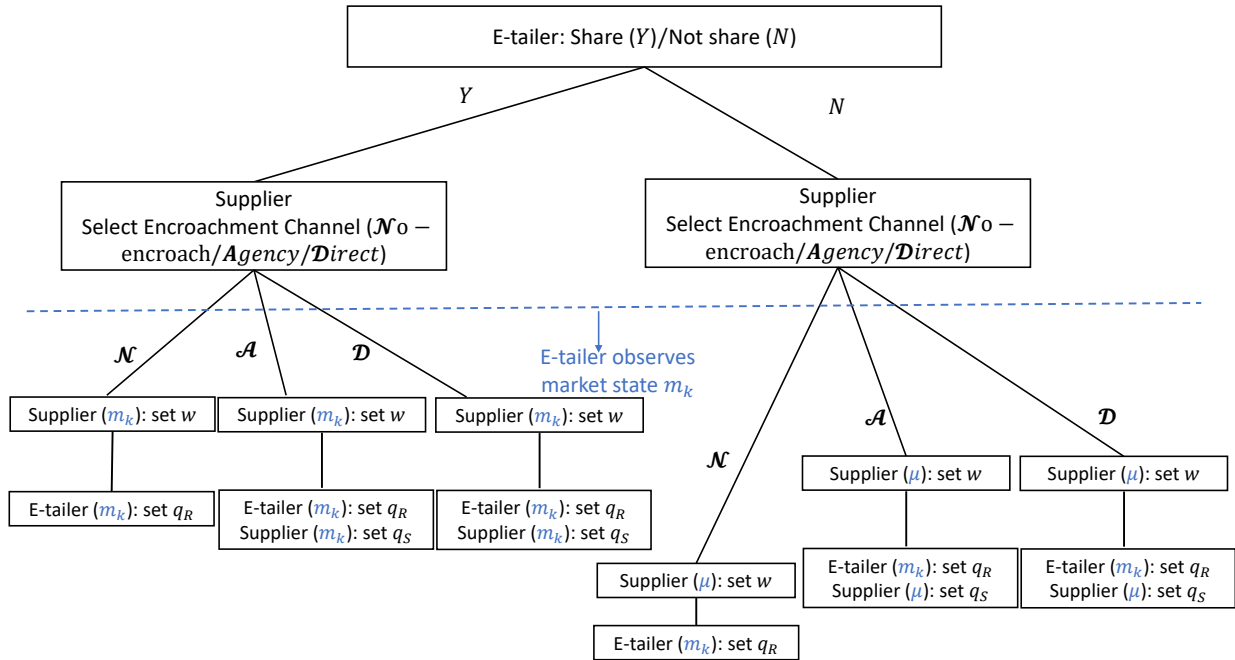 E-tailer: Share (Y)/Not share (N)
Y
N
Supplier
Select Encroachment Channel (𝓝o −
encroach/𝓐gency/𝓓irect)
Supplier
Select Encroachment Channel (𝓝o −
encroach/𝓐gency/𝓓irect)
E-tailer observes
market state m_k
𝓝
𝓐
𝓓
Supplier (m_k): set w
Supplier (m_k): set w
Supplier (m_k): set w
E-tailer (m_k): set q_R
E-tailer (m_k): set q_R
Supplier (m_k): set q_S
E-tailer (m_k): set q_R
Supplier (m_k): set q_S
𝓝
𝓐
𝓓
Supplier (μ): set w
E-tailer (m_k): set q_R
Supplier (μ): set w
E-tailer (m_k): set q_R
Supplier (μ): set q_S
Supplier (μ): set w
E-tailer (m_k): set q_R
Supplier (μ): set q_S